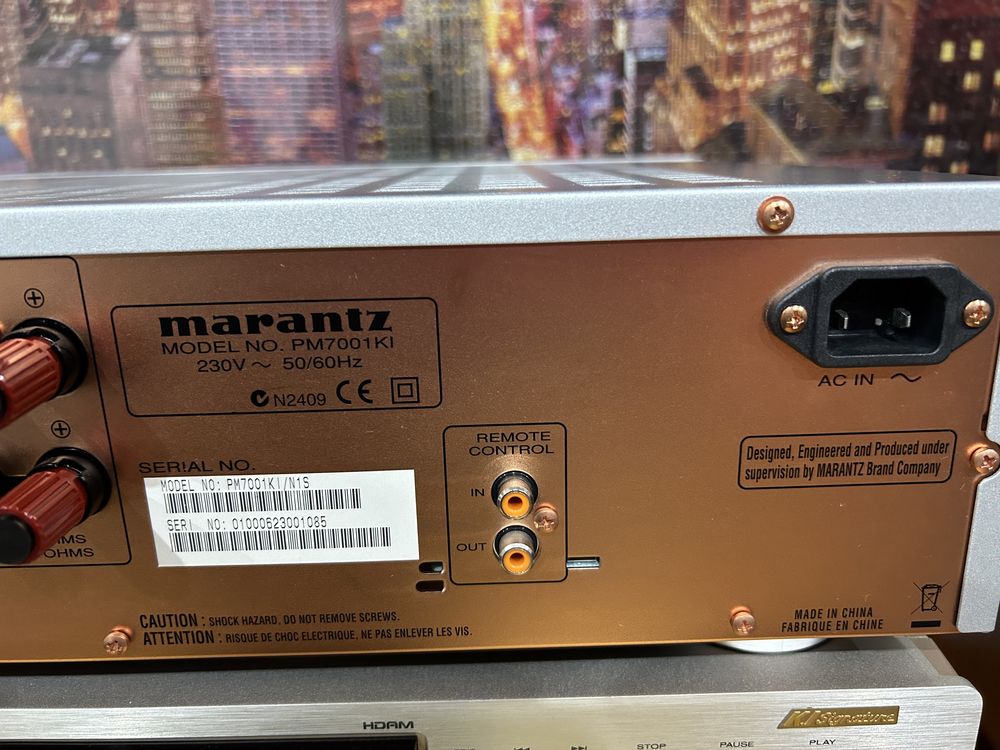 marantz
MODEL NO. PM7001KI
230V ~ 50/60Hz
N2409 CE
SERIAL NO.
MODEL NO: PM7001KI/N1S
SERI NO: 01000623001085
REMOTE
CONTROL
IN
OUT
AC IN ~
Designed, Engineered and Produced under
supervision by MARANTZ Brand Company
OHMS
CAUTION : SHOCK HAZARD, DO NOT REMOVE SCREWS.
ATTENTION : RISQUE DE CHOC ELECTRIQUE, NE PAS ENLEVER LES VIS.
MADE IN CHINA
FABRIQUE EN CHINE
HDAM
KI Signature
STOP
PAUSE
PLAY